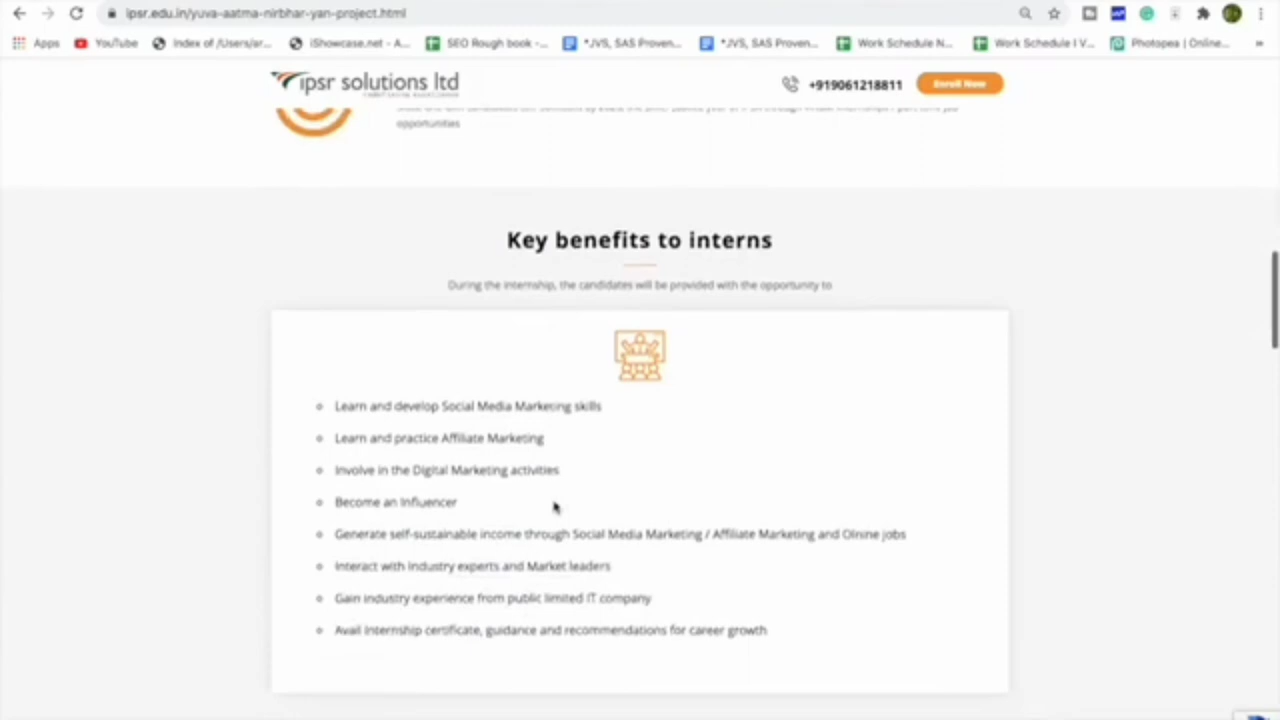 ipsr.edu.in/yuva-aatma-nirbhar-yan-project.html
Apps YouTube Index of /Users/ar... iShowcase.net - A... SEO Rough book -... *JVS, SAS Proven... *JVS, SAS Proven... Work Schedule N... Work Schedule I V... Photopea | Online... »
ipsr solutions ltd +919061218811 Enroll Now
opportunities
Key benefits to interns
During the internship, the candidates will be provided with the opportunity to
Learn and develop Social Media Marketing skills
Learn and practice Affiliate Marketing
Involve in the Digital Marketing activities
Become an Influencer
Generate self-sustainable income through Social Media Marketing / Affiliate Marketing and Olnine jobs
Interact with Industry experts and Market leaders
Gain industry experience from public limited IT company
Avail Internship certificate, guidance and recommendations for career growth